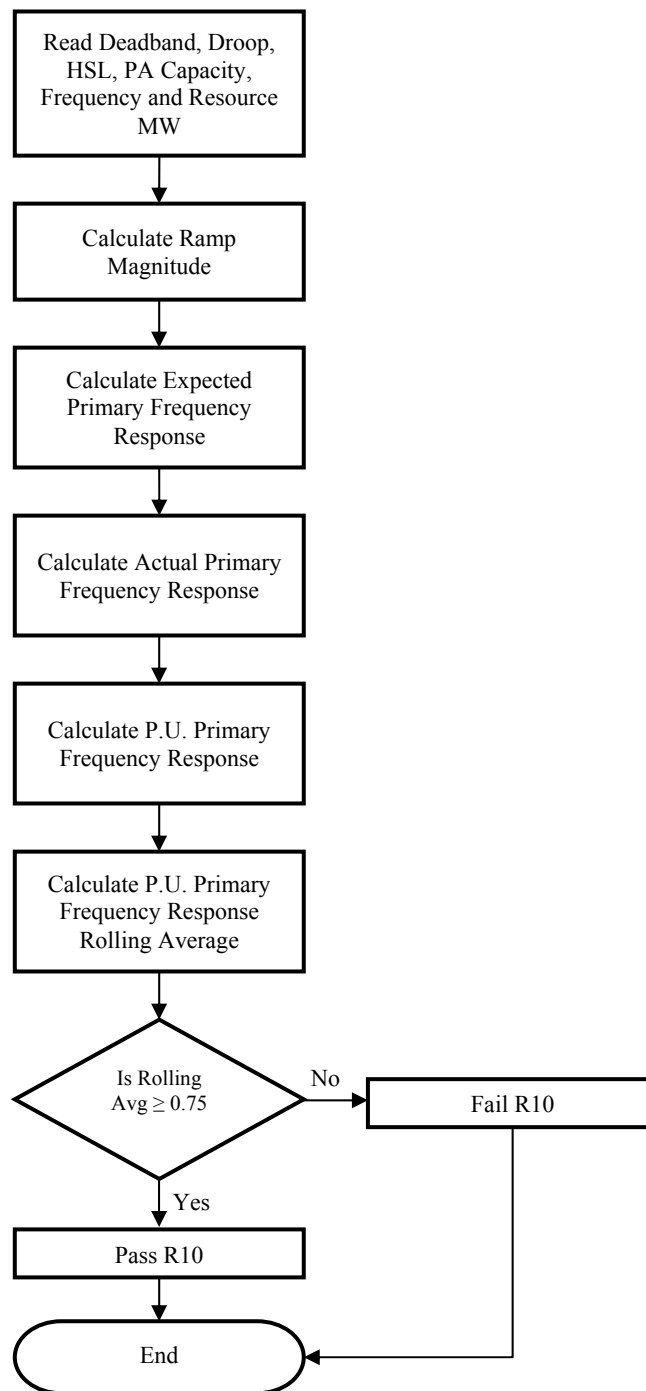 Read Deadband, Droop,
HSL, PA Capacity,
Frequency and Resource
MW
Calculate Ramp
Magnitude
Calculate Expected
Primary Frequency
Response
Calculate Actual Primary
Frequency Response
Calculate P.U. Primary
Frequency Response
Calculate P.U. Primary
Frequency Response
Rolling Average
Is Rolling
Avg ≥ 0.75
No
Fail R10
Yes
Pass R10
End